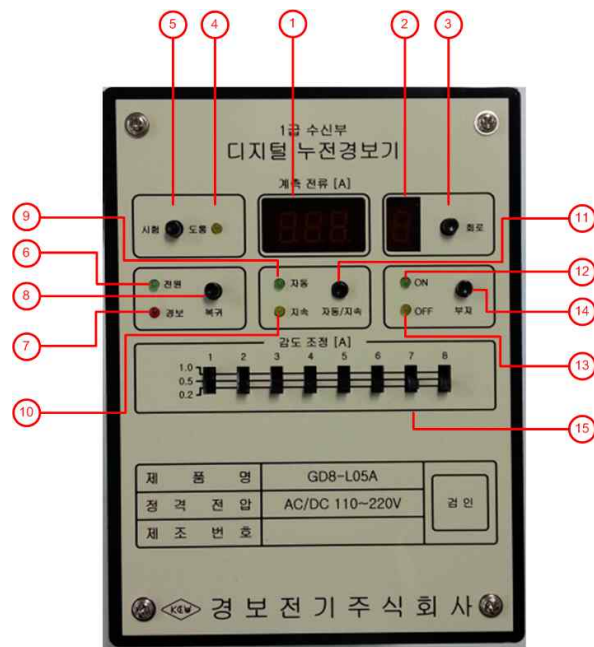 5 4 1 2 3
1급 수신부
디지털 누전경보기
계측 전류 [A]
9 시험 도통 회로 11
6 전원 자동 ON 12
8 복귀 자동/지속 부저 14
7 경보 지속 OFF 13
감도 조정 [A]
10 1 2 3 4 5 6 7 8
1.0
0.5
0.2
15
제 품 명 GD8-L05A
정 격 전 압 AC/DC 110~220V 검 인
제 조 번 호
KEW 경보전기주식회사